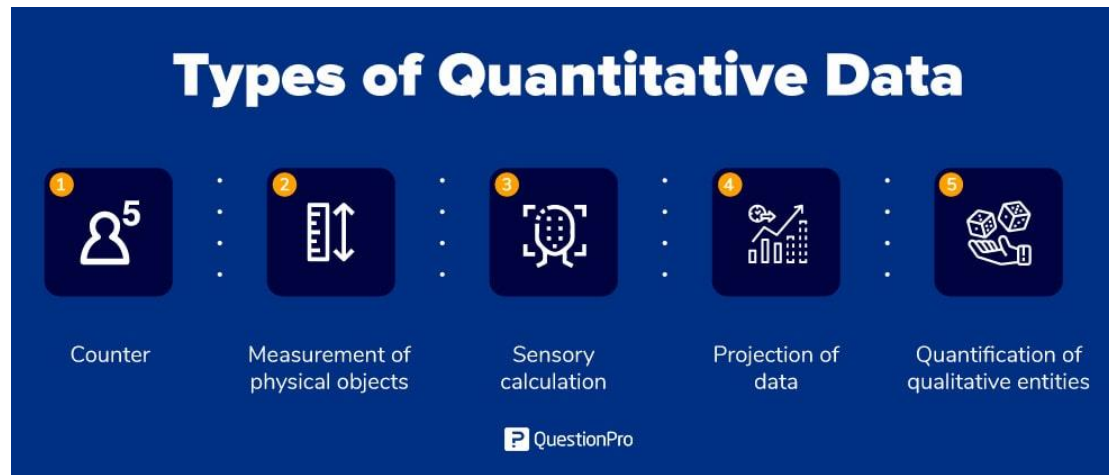 Types of Quantitative Data
1
5
2
3
4
5
Counter
Measurement of
physical objects
Sensory
calculation
Projection of
data
Quantification of
qualitative entities
QuestionPro